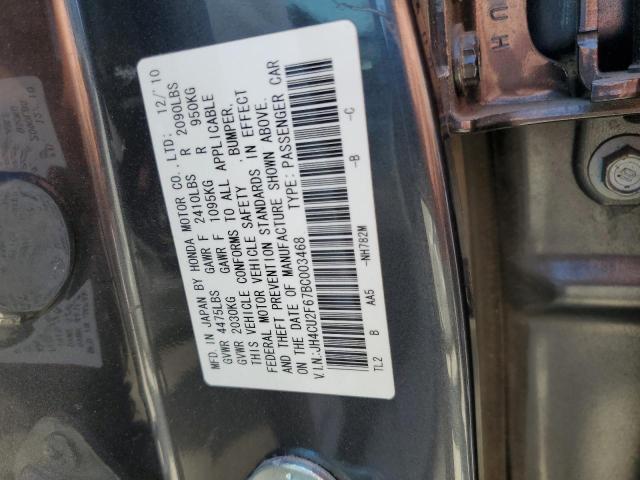 MFD. IN JAPAN BY HONDA MOTOR CO., LTD: 12/'10
GVWR 4475LBS GAWR F 2410LBS R 2090LBS
GVWR 2030KG GAWR F 1095KG R 950KG
THIS VEHICLE CONFORMS TO ALL APPLICABLE
FEDERAL MOTOR VEHICLE SAFETY , BUMPER,
AND THEFT PREVENTION STANDARDS IN EFFECT
ON THE DATE OF MANUFACTURE SHOWN ABOVE.
V.I.N:JH4CU2F67BC003468 TYPE: PASSENGER CAR
TL2 B AA5 -NH782M -B -C
HU